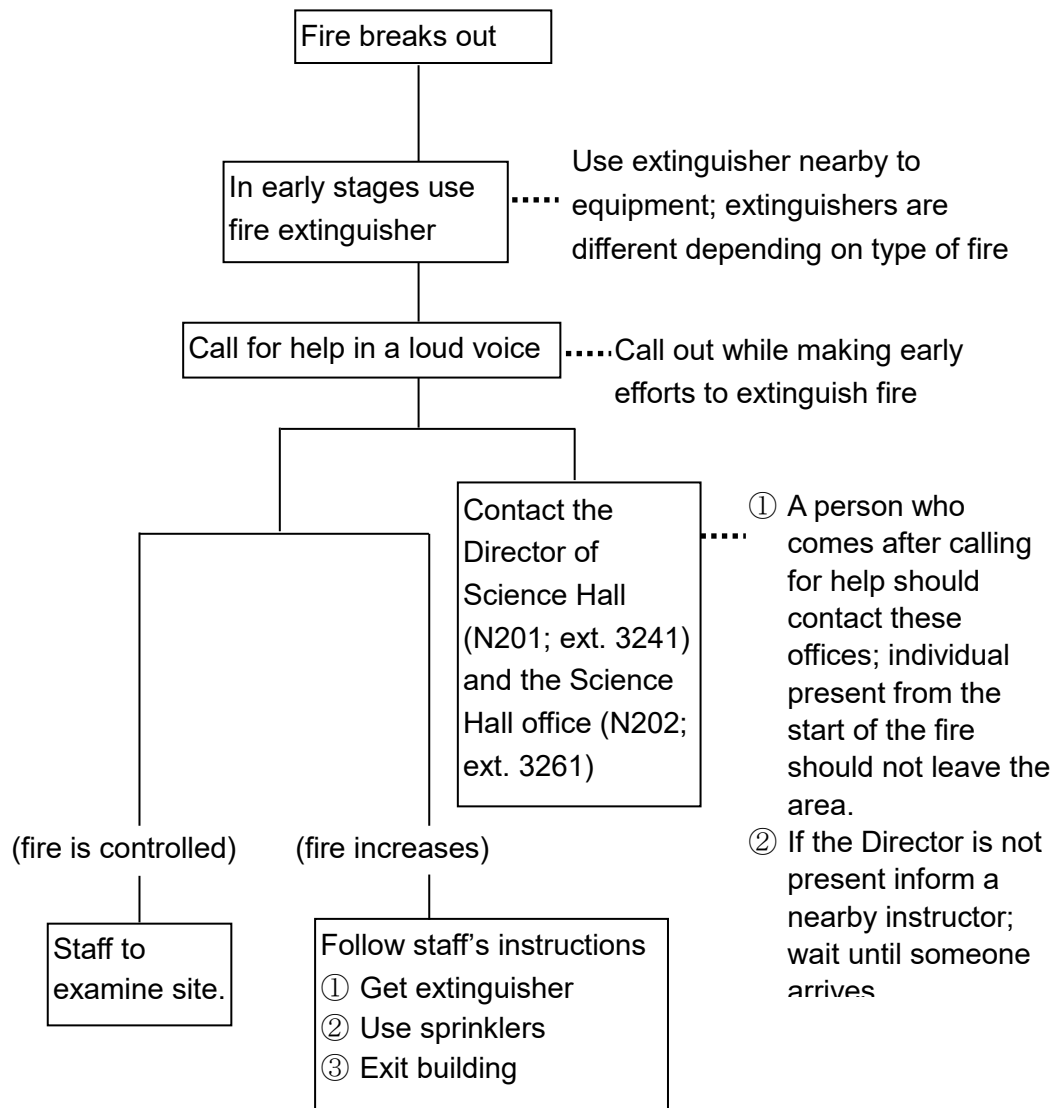 Fire breaks out
In early stages use
fire extinguisher
Use extinguisher nearby to
equipment; extinguishers are
different depending on type of fire
Call for help in a loud voice
Call out while making early
efforts to extinguish fire
Contact the
Director of
Science Hall
(N201; ext. 3241)
and the Science
Hall office (N202;
ext. 3261)
① A person who
comes after calling
for help should
contact these
offices; individual
present from the
start of the fire
should not leave the
area.
② If the Director is not
present inform a
nearby instructor;
wait until someone
arrives
(fire is controlled)
(fire increases)
Staff to
examine site.
Follow staff’s instructions
① Get extinguisher
② Use sprinklers
③ Exit building